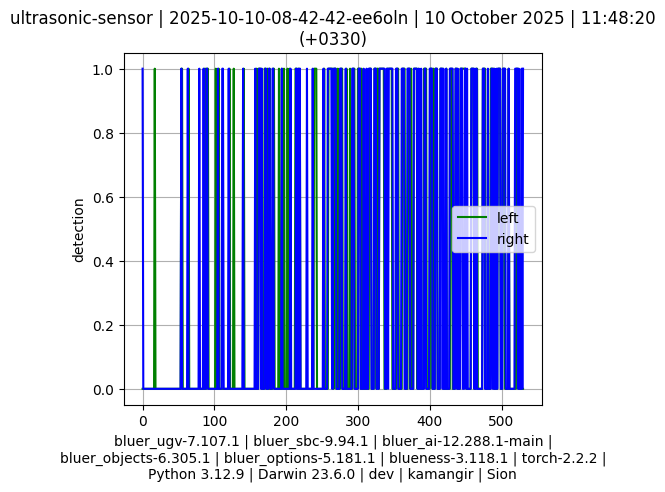 ultrasonic-sensor | 2025-10-10-08-42-42-ee6oln | 10 October 2025 | 11:48:20
(+0330)
1.0
0.8
0.6
0.4
0.2
0.0
detection
left
right
0 100 200 300 400 500
bluer_ugv-7.107.1 | bluer_sbc-9.94.1 | bluer_ai-12.288.1-main |
bluer_objects-6.305.1 | bluer_options-5.181.1 | blueness-3.118.1 | torch-2.2.2 |
Python 3.12.9 | Darwin 23.6.0 | dev | kamangir | Sion